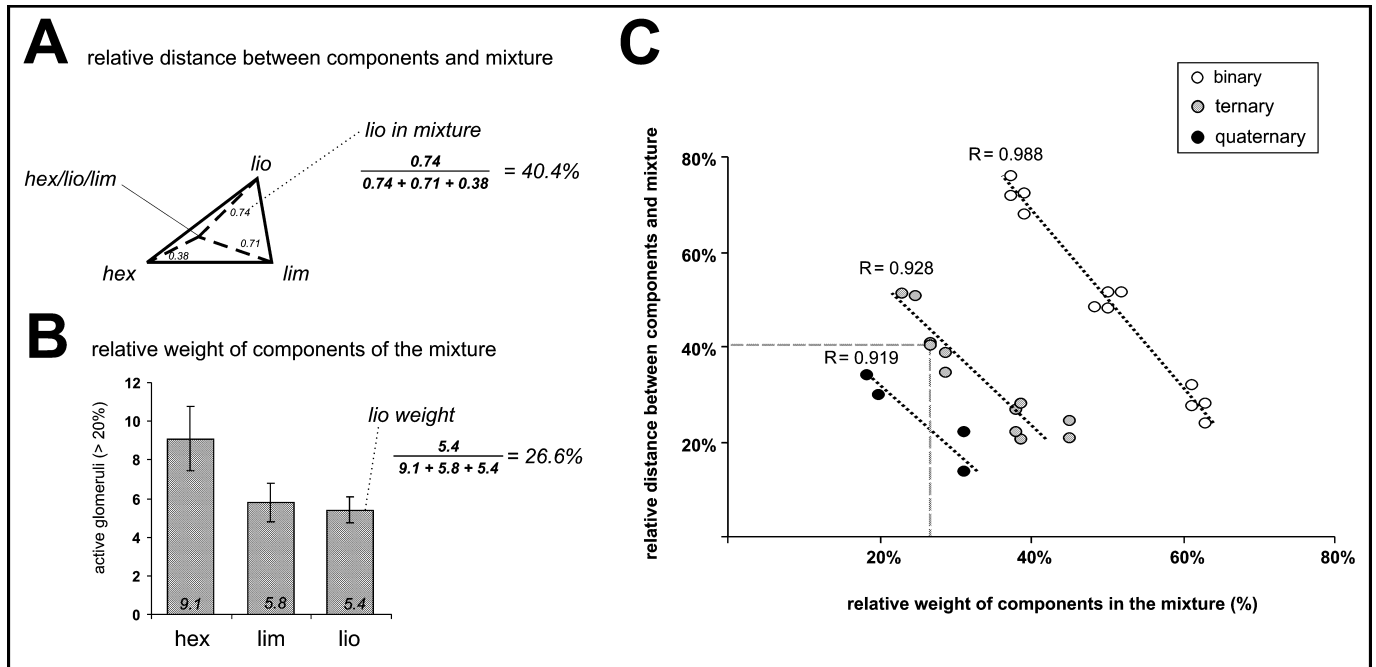 A
relative distance between components and mixture
lio in mixture
0.74
0.74 + 0.71 + 0.38
= 40.4%
hex/lio/lim
lio
0.74
0.71
0.38
hex
lim
B
relative weight of components of the mixture
active glomeruli (> 20%)
12
10
8
6
4
2
0
lio weight
5.4
9.1 + 5.8 + 5.4
= 26.6%
9.1
5.8
5.4
hex
lim
lio
C
binary
ternary
quaternary
relative distance between components and mixture
80%
60%
40%
20%
R = 0.988
R = 0.928
R = 0.919
20%
40%
60%
80%
relative weight of components in the mixture (%)